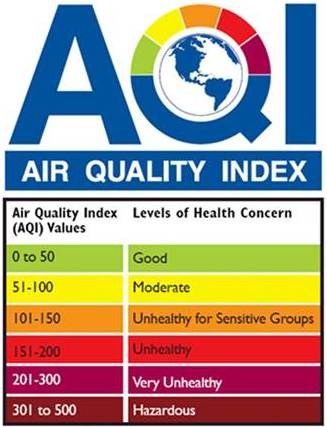 AQI
AIR QUALITY INDEX
Air Quality Index Levels of Health Concern
(AQI) Values
0 to 50 Good
51-100 Moderate
101-150 Unhealthy for Sensitive Groups
151-200 Unhealthy
201-300 Very Unhealthy
301 to 500 Hazardous